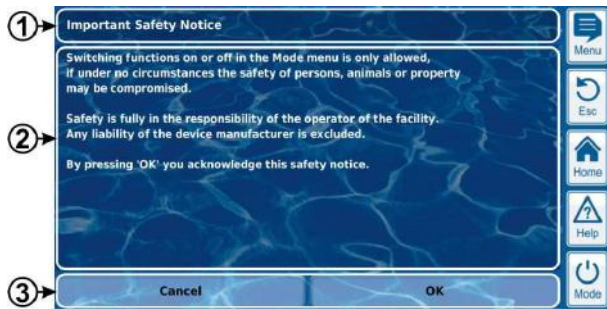 1
Important Safety Notice
Menu
2
Switching functions on or off in the Mode menu is only allowed,
if under no circumstances the safety of persons, animals or property
may be compromised.
Safety is fully in the responsibility of the operator of the facility.
Any liability of the device manufacturer is excluded.
By pressing 'OK' you acknowledge this safety notice.
Esc
Home
?
Help
3
Cancel
OK
Mode